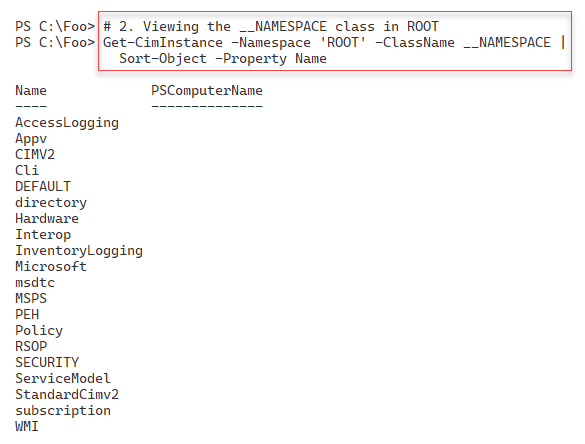 PS C:\Foo> # 2. Viewing the __NAMESPACE class in ROOT
PS C:\Foo> Get-CimInstance -Namespace 'ROOT' -ClassName __NAMESPACE |
Sort-Object -Property Name
Name PSComputerName
---- --------------
AccessLogging
Appv
CIMV2
Cli
DEFAULT
directory
Hardware
Interop
InventoryLogging
Microsoft
msdtc
MSPS
PEH
Policy
RSOP
SECURITY
ServiceModel
StandardCimv2
subscription
WMI